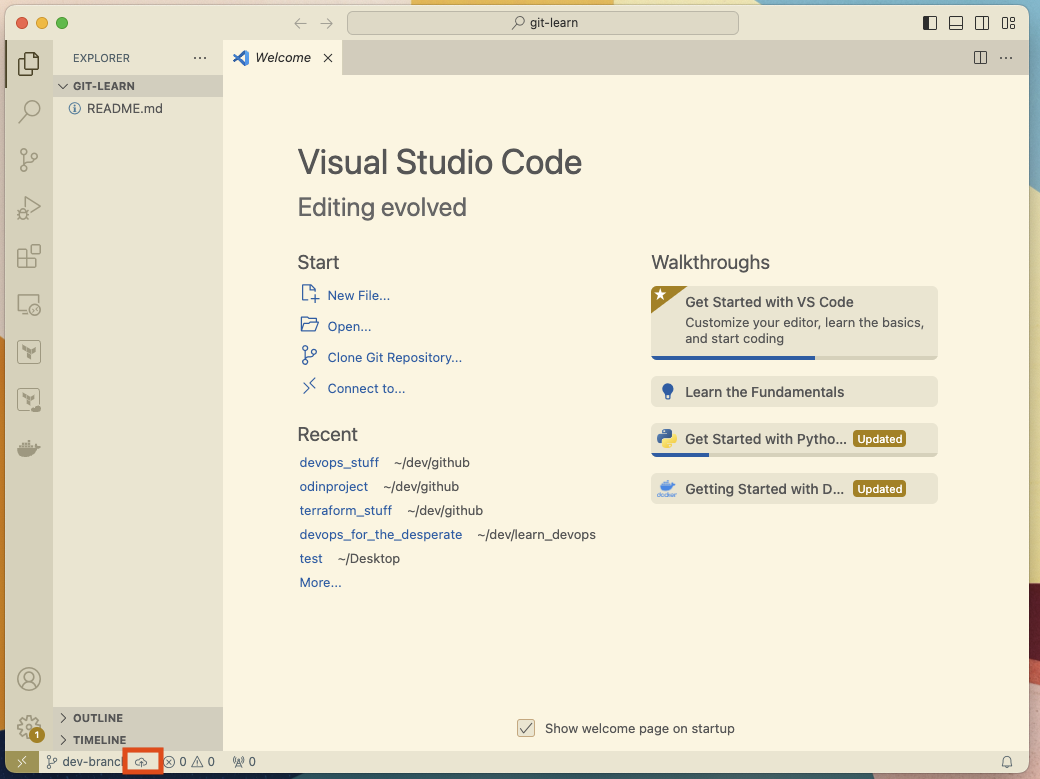 git-learn
EXPLORER
Welcome
GIT-LEARN
README.md
Visual Studio Code
Editing evolved
Start
New File...
Open...
Clone Git Repository...
Connect to...
Recent
devops_stuff ~/dev/github
odinproject ~/dev/github
terraform_stuff ~/dev/github
devops_for_the_desperate ~/dev/learn_devops
test ~/Desktop
More...
Walkthroughs
Get Started with VS Code
Customize your editor, learn the basics,
and start coding
Learn the Fundamentals
Get Started with Pytho... Updated
docker
Getting Started with D... Updated
Show welcome page on startup
OUTLINE
TIMELINE
1
dev-branch 0 0 0